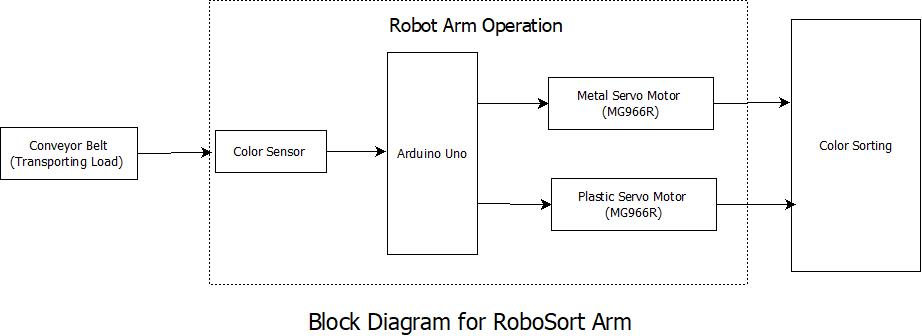 Robot Arm Operation
Conveyor Belt
(Transporting Load)
Color Sensor
Arduino Uno
Metal Servo Motor
(MG966R)
Plastic Servo Motor
(MG966R)
Color Sorting
Block Diagram for RoboSort Arm